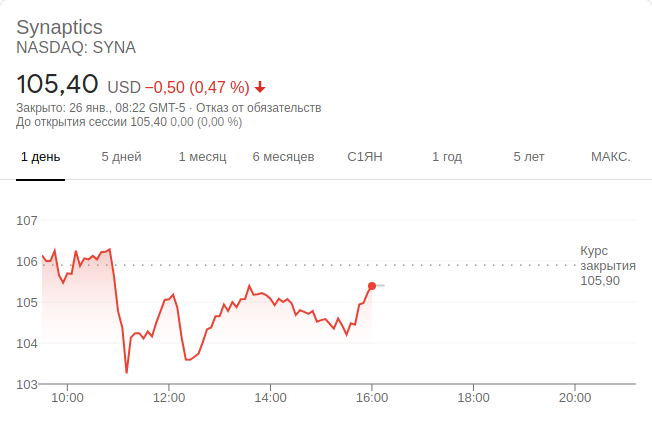 Synaptics
NASDAQ: SYNA
105,40 USD −0,50 (0,47 %)
Закрыто: 26 янв., 08:22 GMT-5 · Отказ от обязательств
До открытия сессии 105,40 0,00 (0,00 %)
1 день 5 дней 1 месяц 6 месяцев С1ЯН 1 год 5 лет МАКС.
107
106
105
104
103
Курс
закрытия
105,90
10:00 12:00 14:00 16:00 18:00 20:00